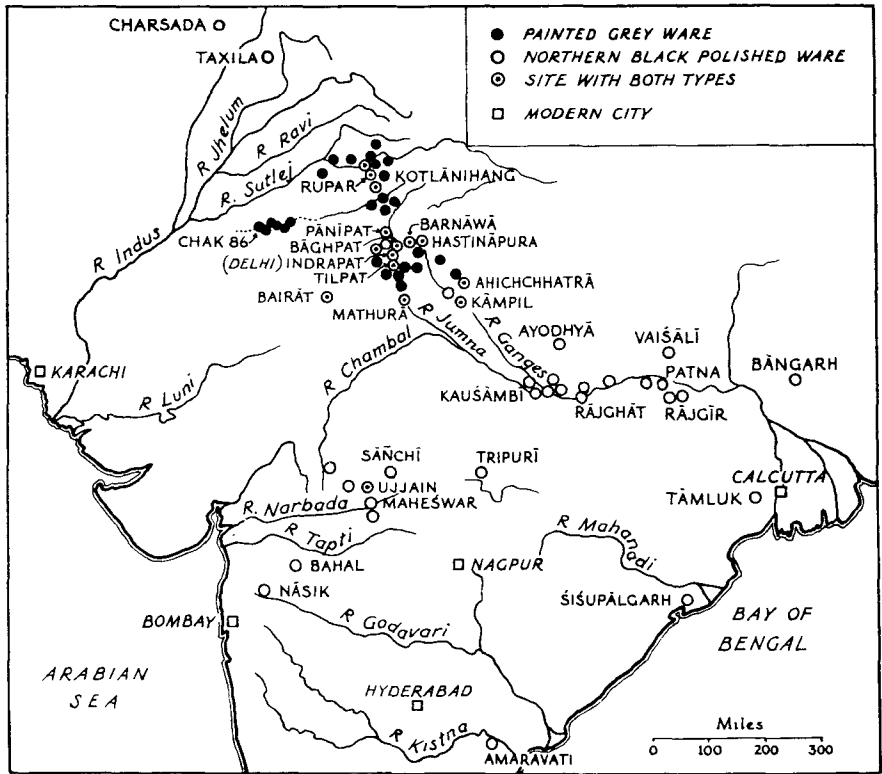 CHARSADA
TAXILA
PAINTED GREY WARE
NORTHERN BLACK POLISHED WARE
SITE WITH BOTH TYPES
MODERN CITY
R Jhelum
R Ravi
R. Sutlej
RUPAR
KOTLĀNIHANG
CHAK 86
R Indus
PĀNĪPAT
BARNĀWĀ
BĀGHPAT
HASTINĀPURA
(DELHI) INDRAPAT
TILPAT
AHICHCHHATRĀ
BAIRĀT
KĀMPIL
MATHURĀ
R Jumna
R Ganges
AYODHYĀ
VAIŚĀLĪ
R Chambal
KARACHI
R Luni
PATNA
BĀNGARH
KAUŚĀMBĪ
RĀJGHĀT
RĀJGĪR
SĀÑCHĪ
TRIPURĪ
CALCUTTA
UJJAIN
TĀMLUK
R. Narbada
MAHEŚWAR
R Tapti
R Mahanadi
BAHAL
NAGPUR
NĀSIK
ŚIŚUPĀLGARH
BOMBAY
R Godavari
BAY OF
BENGAL
ARABIAN
SEA
HYDERABAD
Miles
R Kistna
0 100 200 300
AMARAVATI